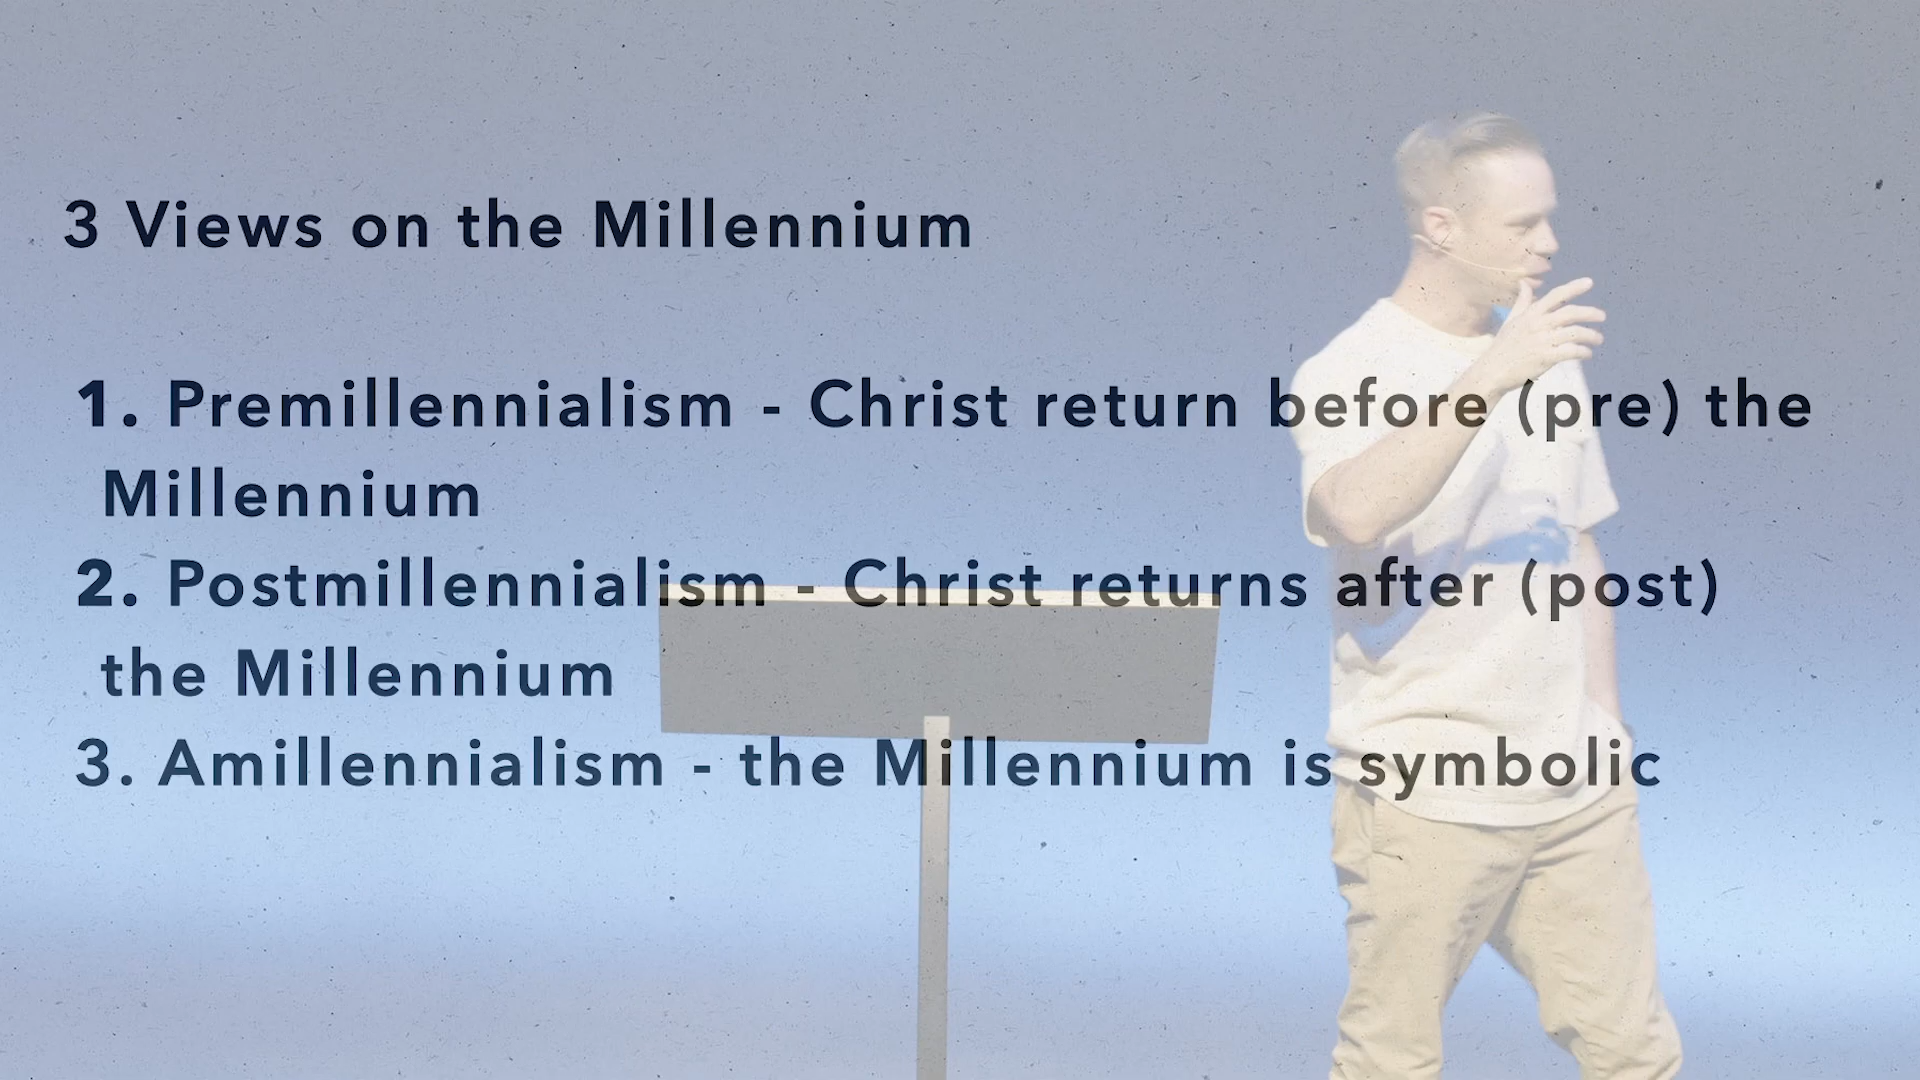 3 Views on the Millennium
1. Premillennialism - Christ return before (pre) the
Millennium
2. Postmillennialism - Christ returns after (post)
the Millennium
3. Amillennialism - the Millennium is symbolic